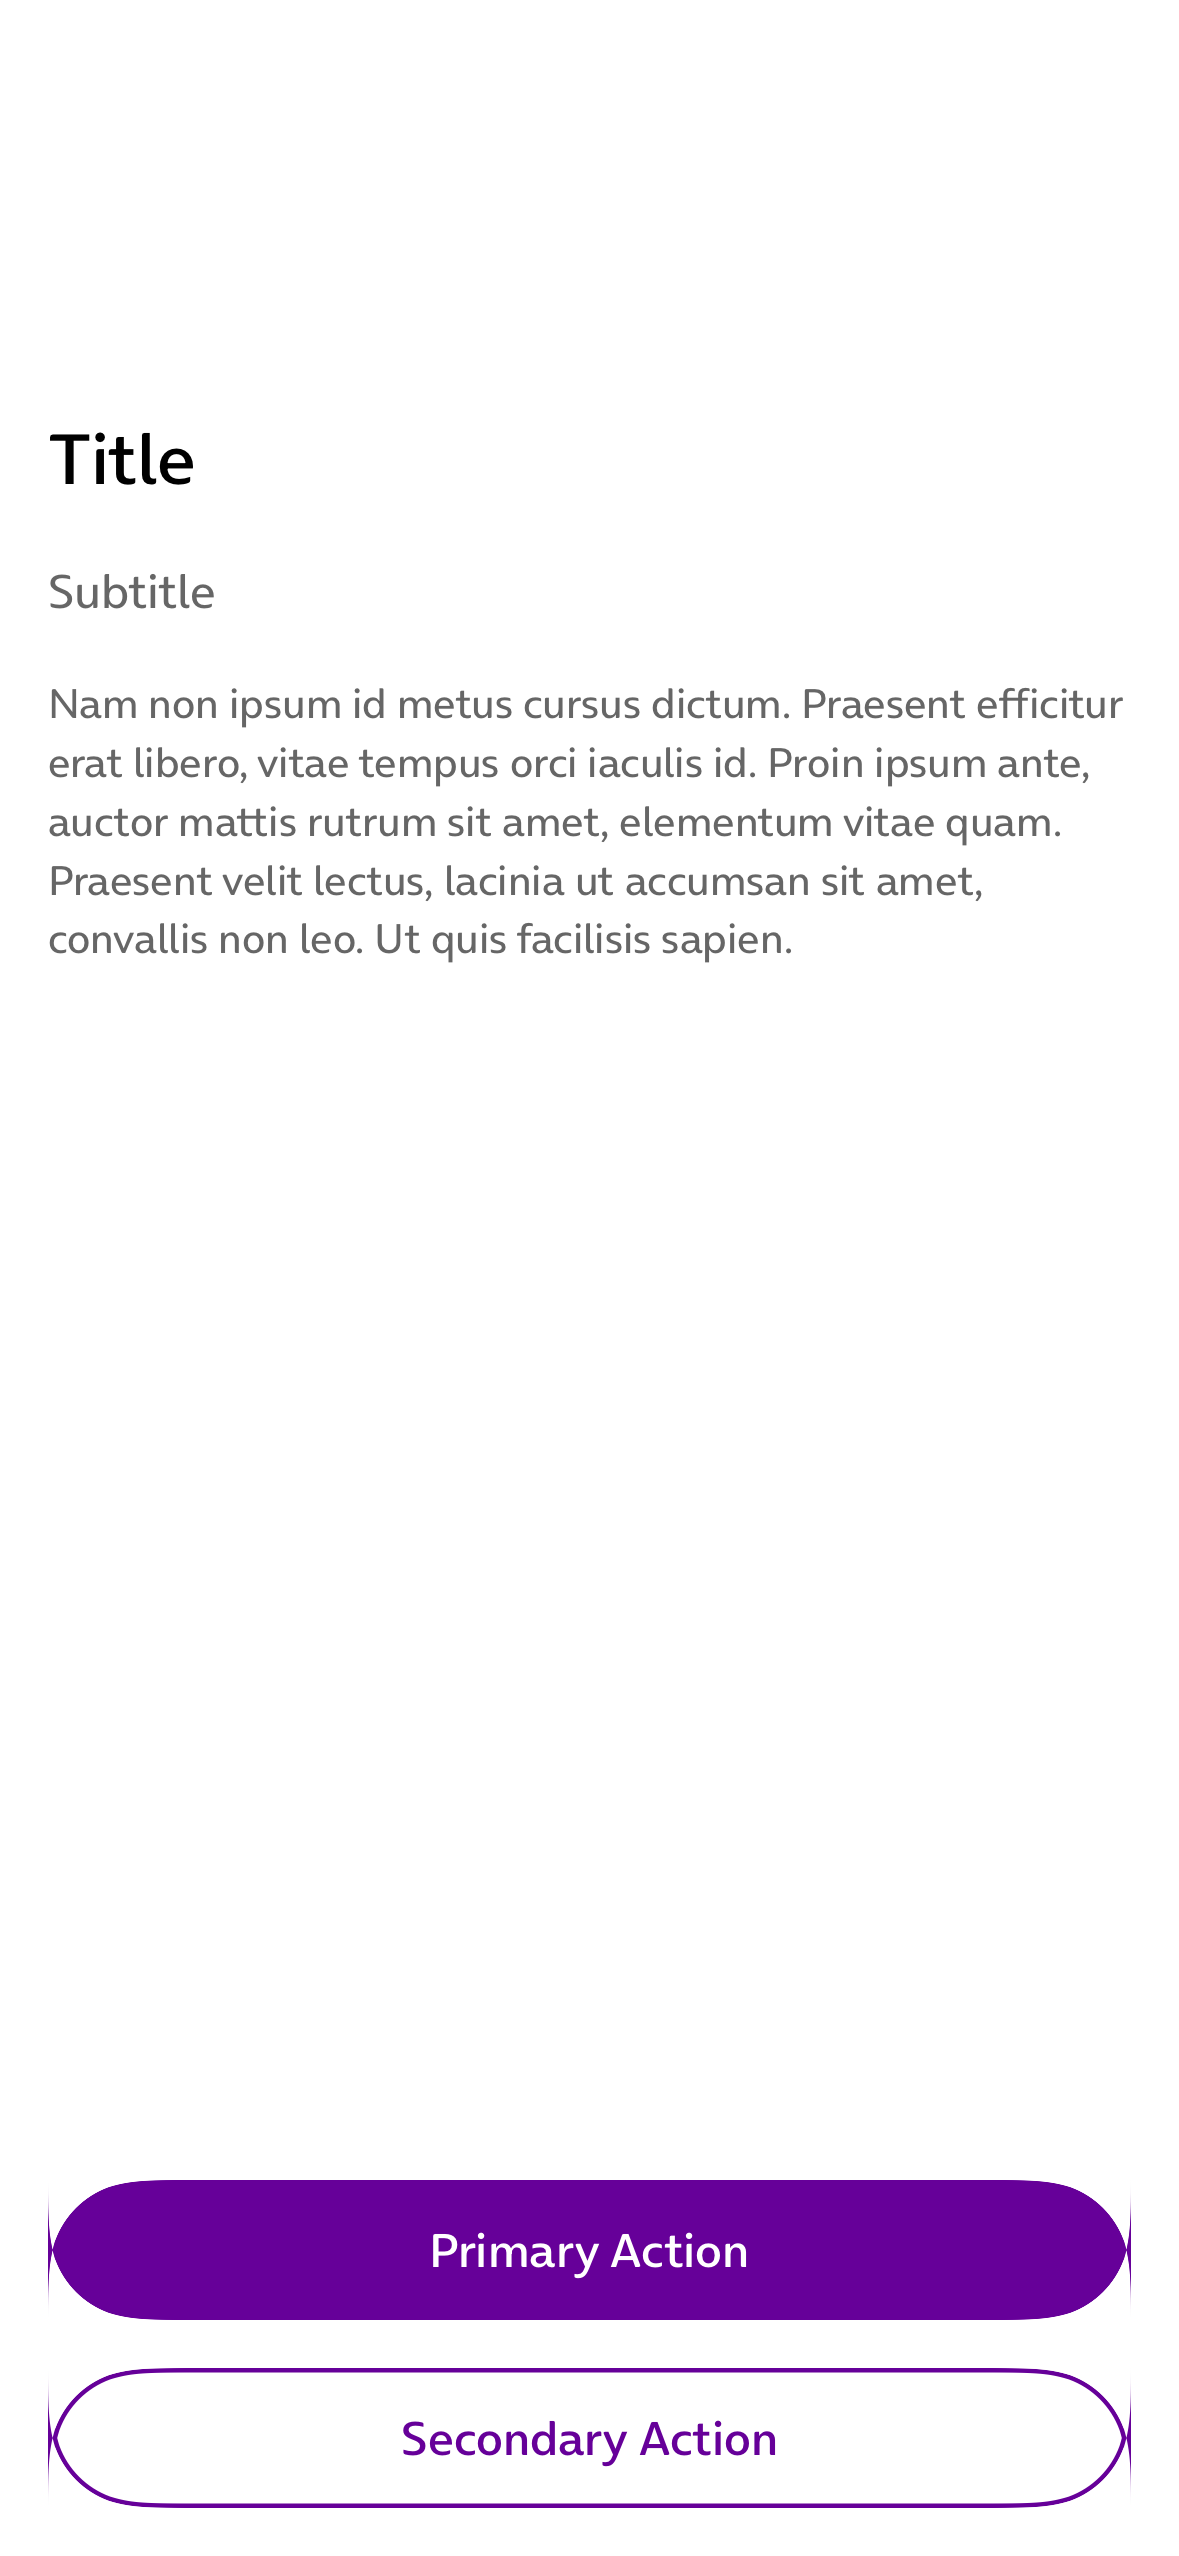 Title
Subtitle
Nam non ipsum id metus cursus dictum. Praesent efficitur
erat libero, vitae tempus orci iaculis id. Proin ipsum ante,
auctor mattis rutrum sit amet, elementum vitae quam.
Praesent velit lectus, lacinia ut accumsan sit amet,
convallis non leo. Ut quis facilisis sapien.
Primary Action
Secondary Action